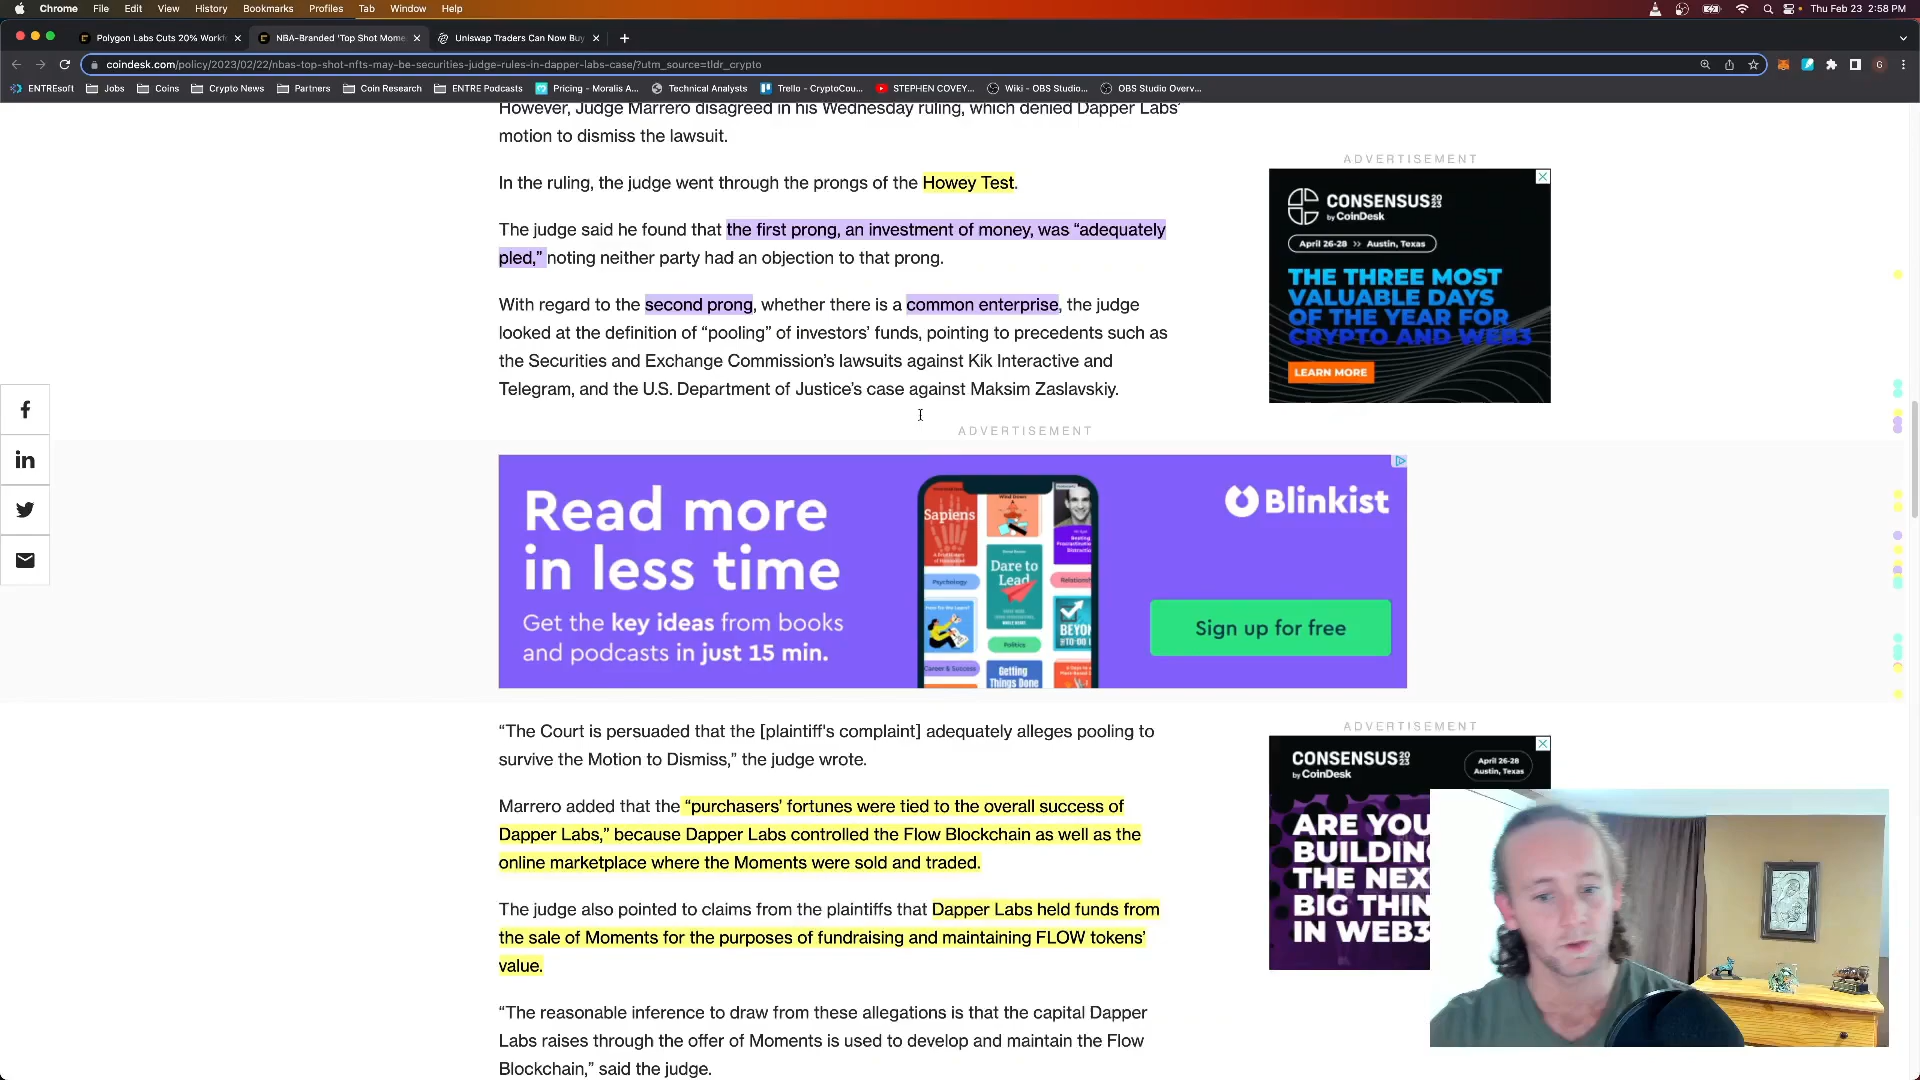 Chrome File Edit View History Bookmarks Profiles Tab Window Help Thu Feb 23 2:58 PM
Polygon Labs Cuts 20% Workf NBA-Branded 'Top Shot Mome Uniswap Traders Can Now Buy
coindesk.com/policy/2023/02/22/nbas-top-shot-nfts-may-be-securities-judge-rules-in-dapper-labs-case/?utm_source=tldr_crypto
ENTREsoft Jobs Coins Crypto News Partners Coin Research ENTRE Podcasts Pricing - Moralis A... Technical Analysts Trello - CryptoCou... STEPHEN COVEY... Wiki - OBS Studio... OBS Studio Overv...
However, Judge Marrero disagreed in his Wednesday ruling, which denied Dapper Labs'
motion to dismiss the lawsuit.
In the ruling, the judge went through the prongs of the Howey Test.
The judge said he found that the first prong, an investment of money, was “adequately
pled,” noting neither party had an objection to that prong.
With regard to the second prong, whether there is a common enterprise, the judge
looked at the definition of “pooling” of investors’ funds, pointing to precedents such as
the Securities and Exchange Commission’s lawsuits against Kik Interactive and
Telegram, and the U.S. Department of Justice’s case against Maksim Zaslavskiy.
ADVERTISEMENT
CONSENSUS 2023
by CoinDesk
April 26-28 >> Austin, Texas
THE THREE MOST
VALUABLE DAYS
OF THE YEAR FOR
CRYPTO AND WEB3
LEARN MORE
ADVERTISEMENT
Read more
in less time
Get the key ideas from books
and podcasts in just 15 min.
Sapiens
Psychology
Dare to
Lead
Politics
Career & Success
Getting
Things Done
Relationsh
BEYON
Blinkist
Sign up for free
“The Court is persuaded that the [plaintiff's complaint] adequately alleges pooling to
survive the Motion to Dismiss,” the judge wrote.
Marrero added that the “purchasers’ fortunes were tied to the overall success of
Dapper Labs,” because Dapper Labs controlled the Flow Blockchain as well as the
online marketplace where the Moments were sold and traded.
The judge also pointed to claims from the plaintiffs that Dapper Labs held funds from
the sale of Moments for the purposes of fundraising and maintaining FLOW tokens’
value.
“The reasonable inference to draw from these allegations is that the capital Dapper
Labs raises through the offer of Moments is used to develop and maintain the Flow
Blockchain,” said the judge.
ADVERTISEMENT
CONSENSUS 2023
by CoinDesk
April 26-28
Austin, Texas
ARE YOU
BUILDING
THE NEX
BIG THIN
IN WEB3